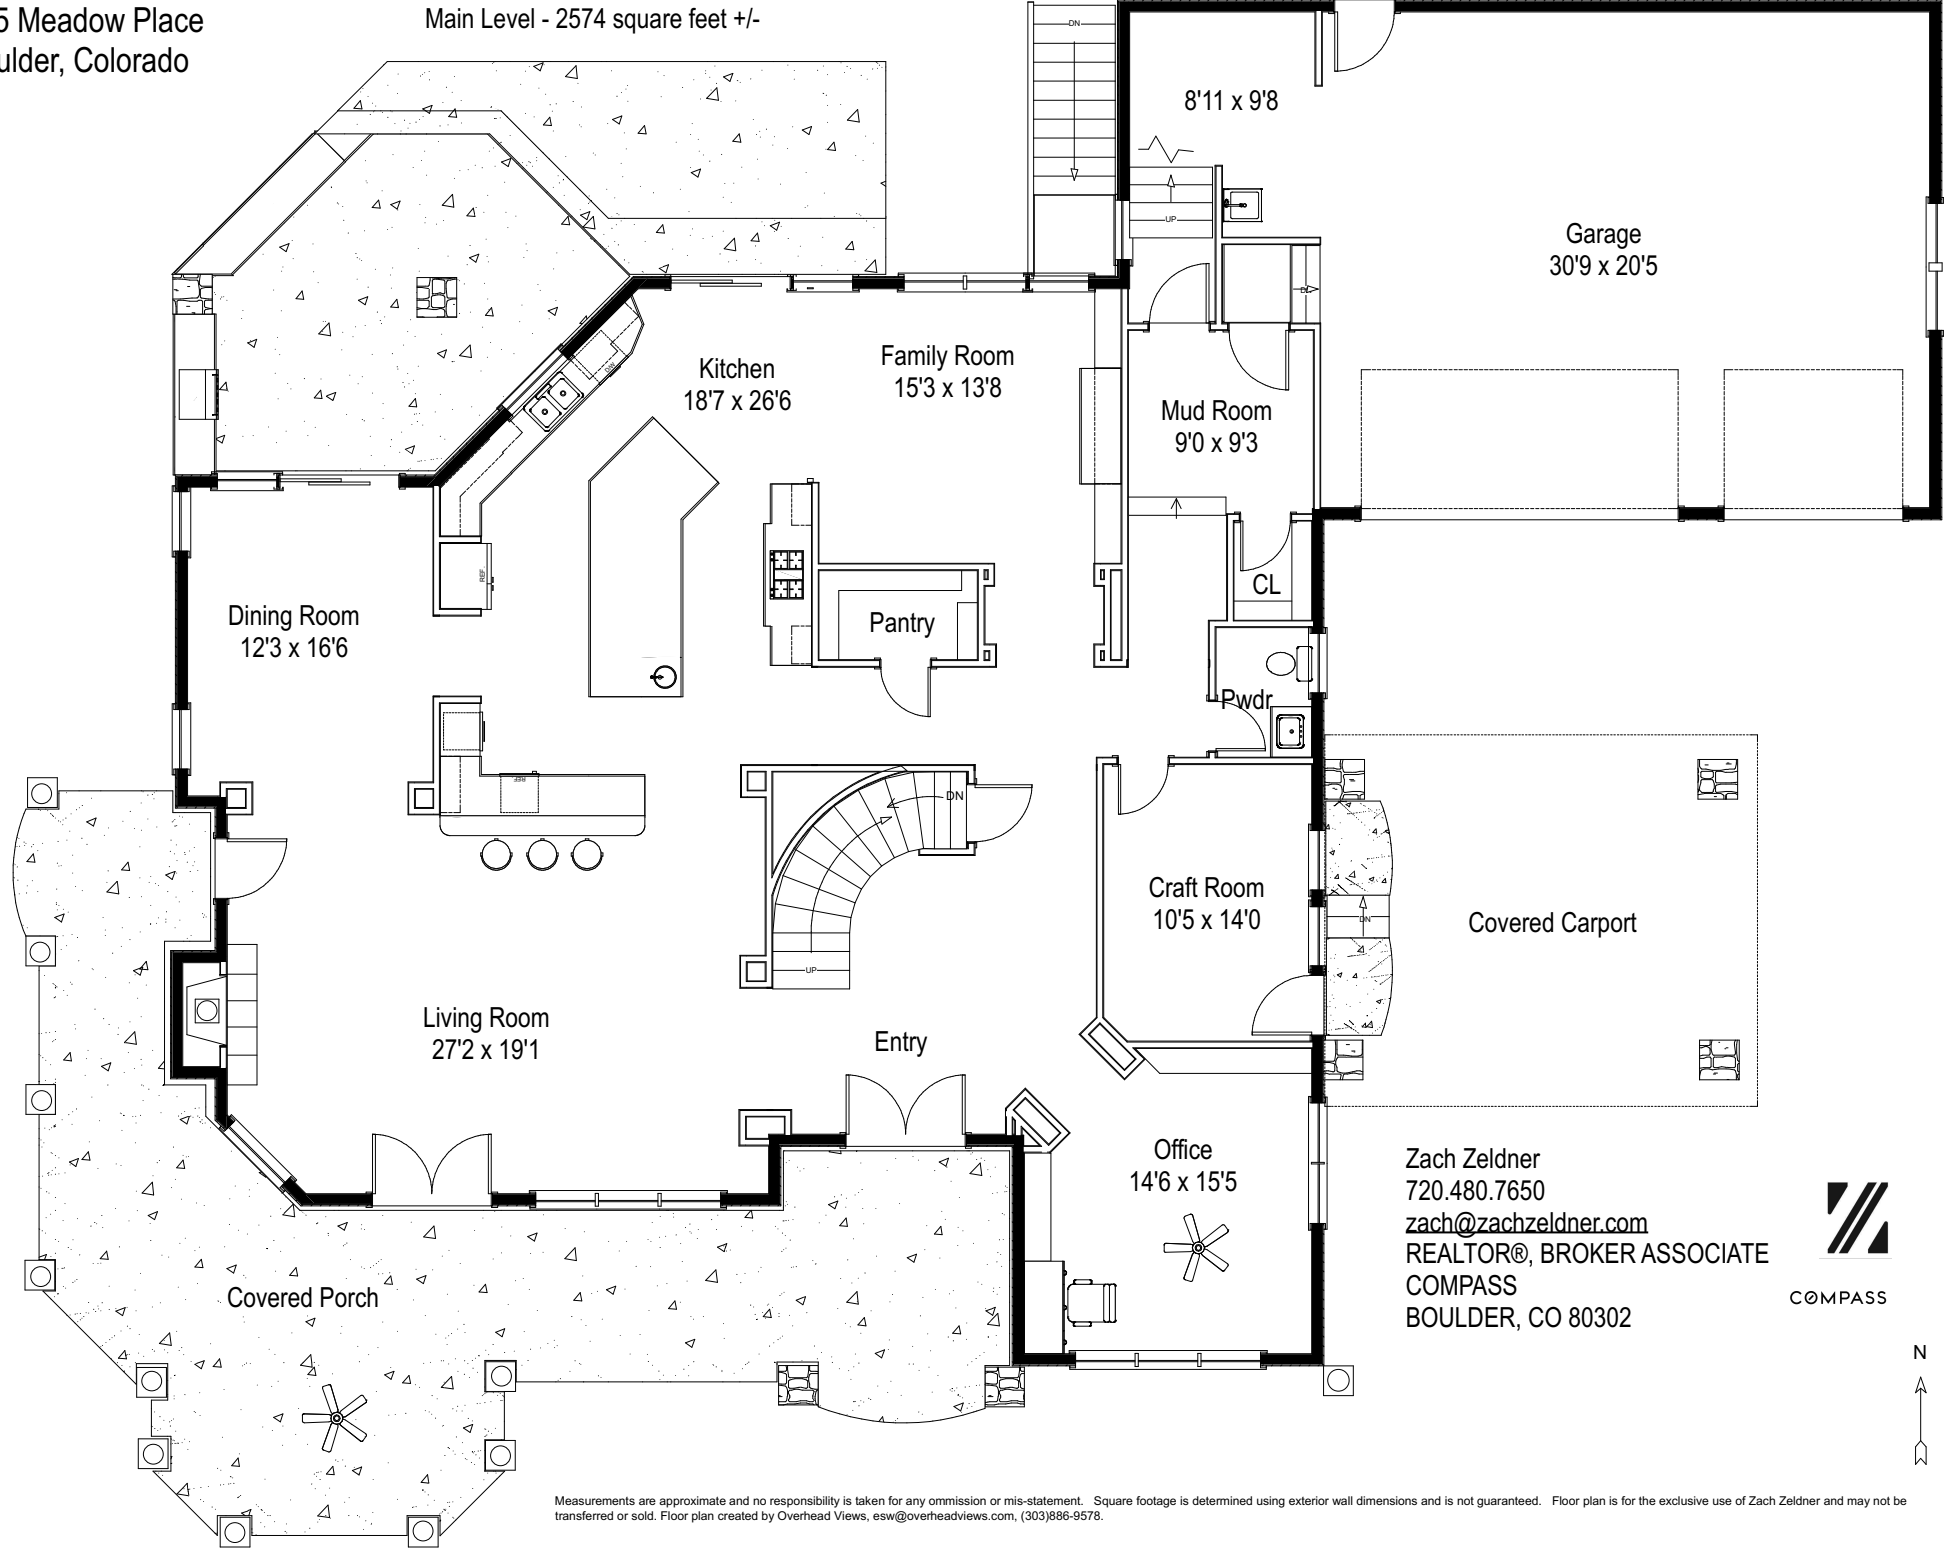 5 Meadow Place
ulder, Colorado
Main Level - 2574 square feet +/-
DN
8'11 x 9'8
UP
Garage
30'9 x 20'5
Kitchen
18'7 x 26'6
Family Room
15'3 x 13'8
DW
Mud Room
9'0 x 9'3
REF.
CL
Dining Room
12'3 x 16'6
Pantry
Pwdr
REF
DN
UP
Craft Room
10'5 x 14'0
DN
Covered Carport
Living Room
27'2 x 19'1
Entry
Office
14'6 x 15'5
Covered Porch
Zach Zeldner
720.480.7650
zach@zachzeldner.com
REALTOR®, BROKER ASSOCIATE
COMPASS
BOULDER, CO 80302
COMPASS
N
Measurements are approximate and no responsibility is taken for any ommission or mis-statement. Square footage is determined using exterior wall dimensions and is not guaranteed. Floor plan is for the exclusive use of Zach Zeldner and may not be
transferred or sold. Floor plan created by Overhead Views, esw@overheadviews.com, (303)886-9578.